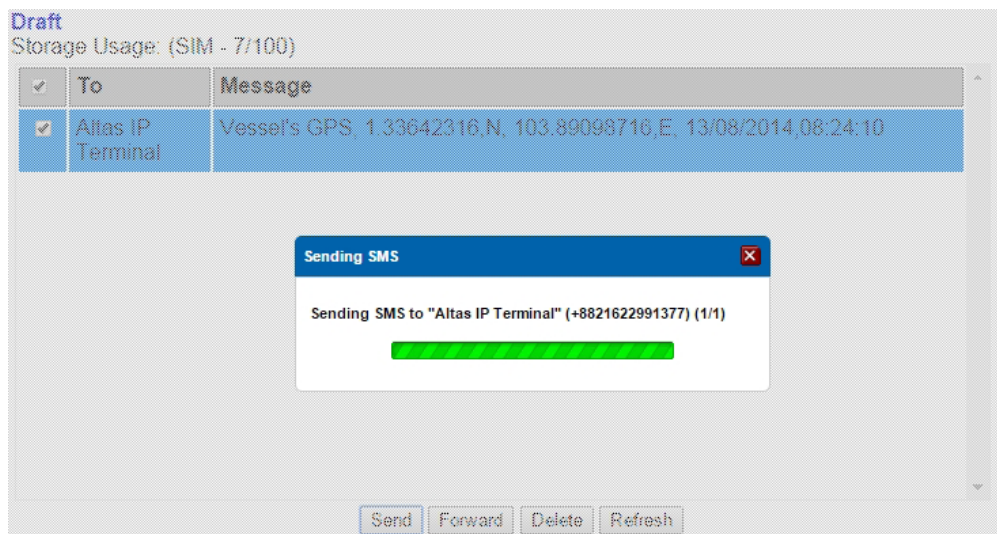 Draft
Storage Usage: (SIM - 7/100)
To Message
Altas IP Vessel's GPS, 1.33642316,N, 103.89098716,E, 13/08/2014,08:24:10
Terminal
Sending SMS
Sending SMS to "Altas IP Terminal" (+8821622991377) (1/1)
Send Forward Delete Refresh